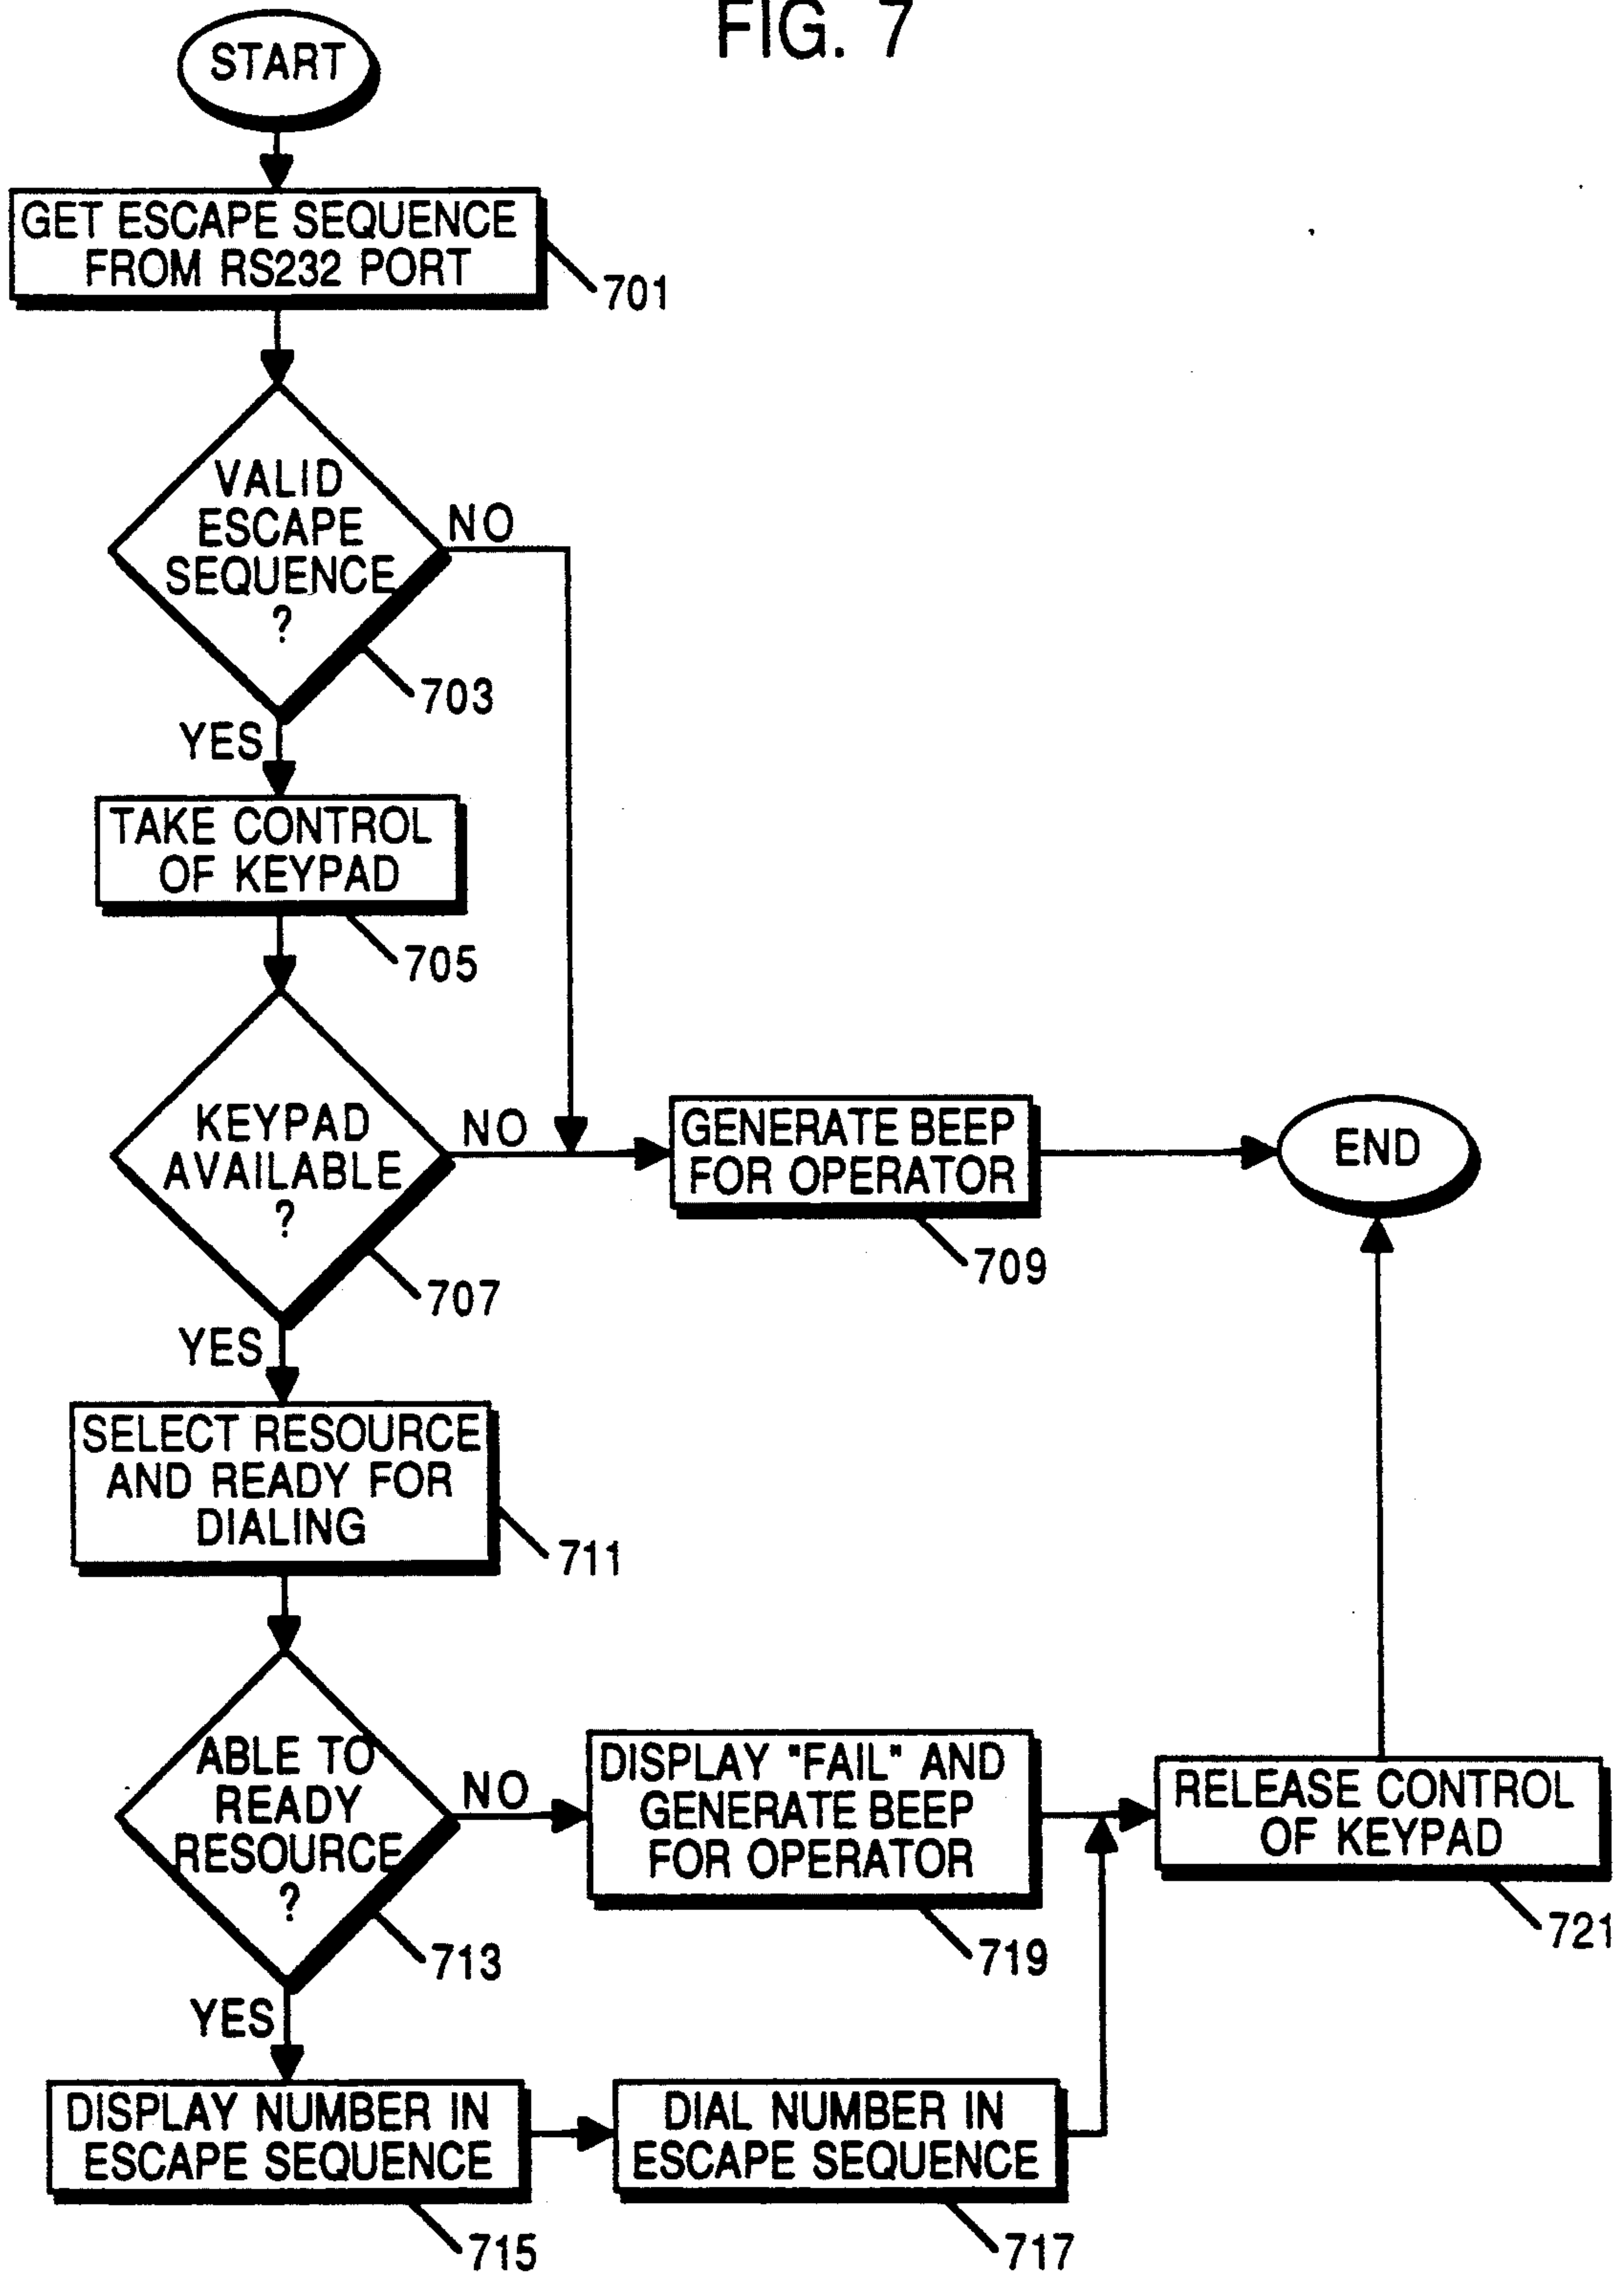 FIG. 7
START
GET ESCAPE SEQUENCE
FROM RS232 PORT
701
VALID
ESCAPE
SEQUENCE
?
NO
703
YES
TAKE CONTROL
OF KEYPAD
705
KEYPAD
AVAILABLE
?
NO
707
GENERATE BEEP
FOR OPERATOR
709
END
YES
SELECT RESOURCE
AND READY FOR
DIALING
711
ABLE TO
READY
RESOURCE
?
NO
713
DISPLAY "FAIL" AND
GENERATE BEEP
FOR OPERATOR
719
RELEASE CONTROL
OF KEYPAD
721
YES
DISPLAY NUMBER IN
ESCAPE SEQUENCE
715
DIAL NUMBER IN
ESCAPE SEQUENCE
717